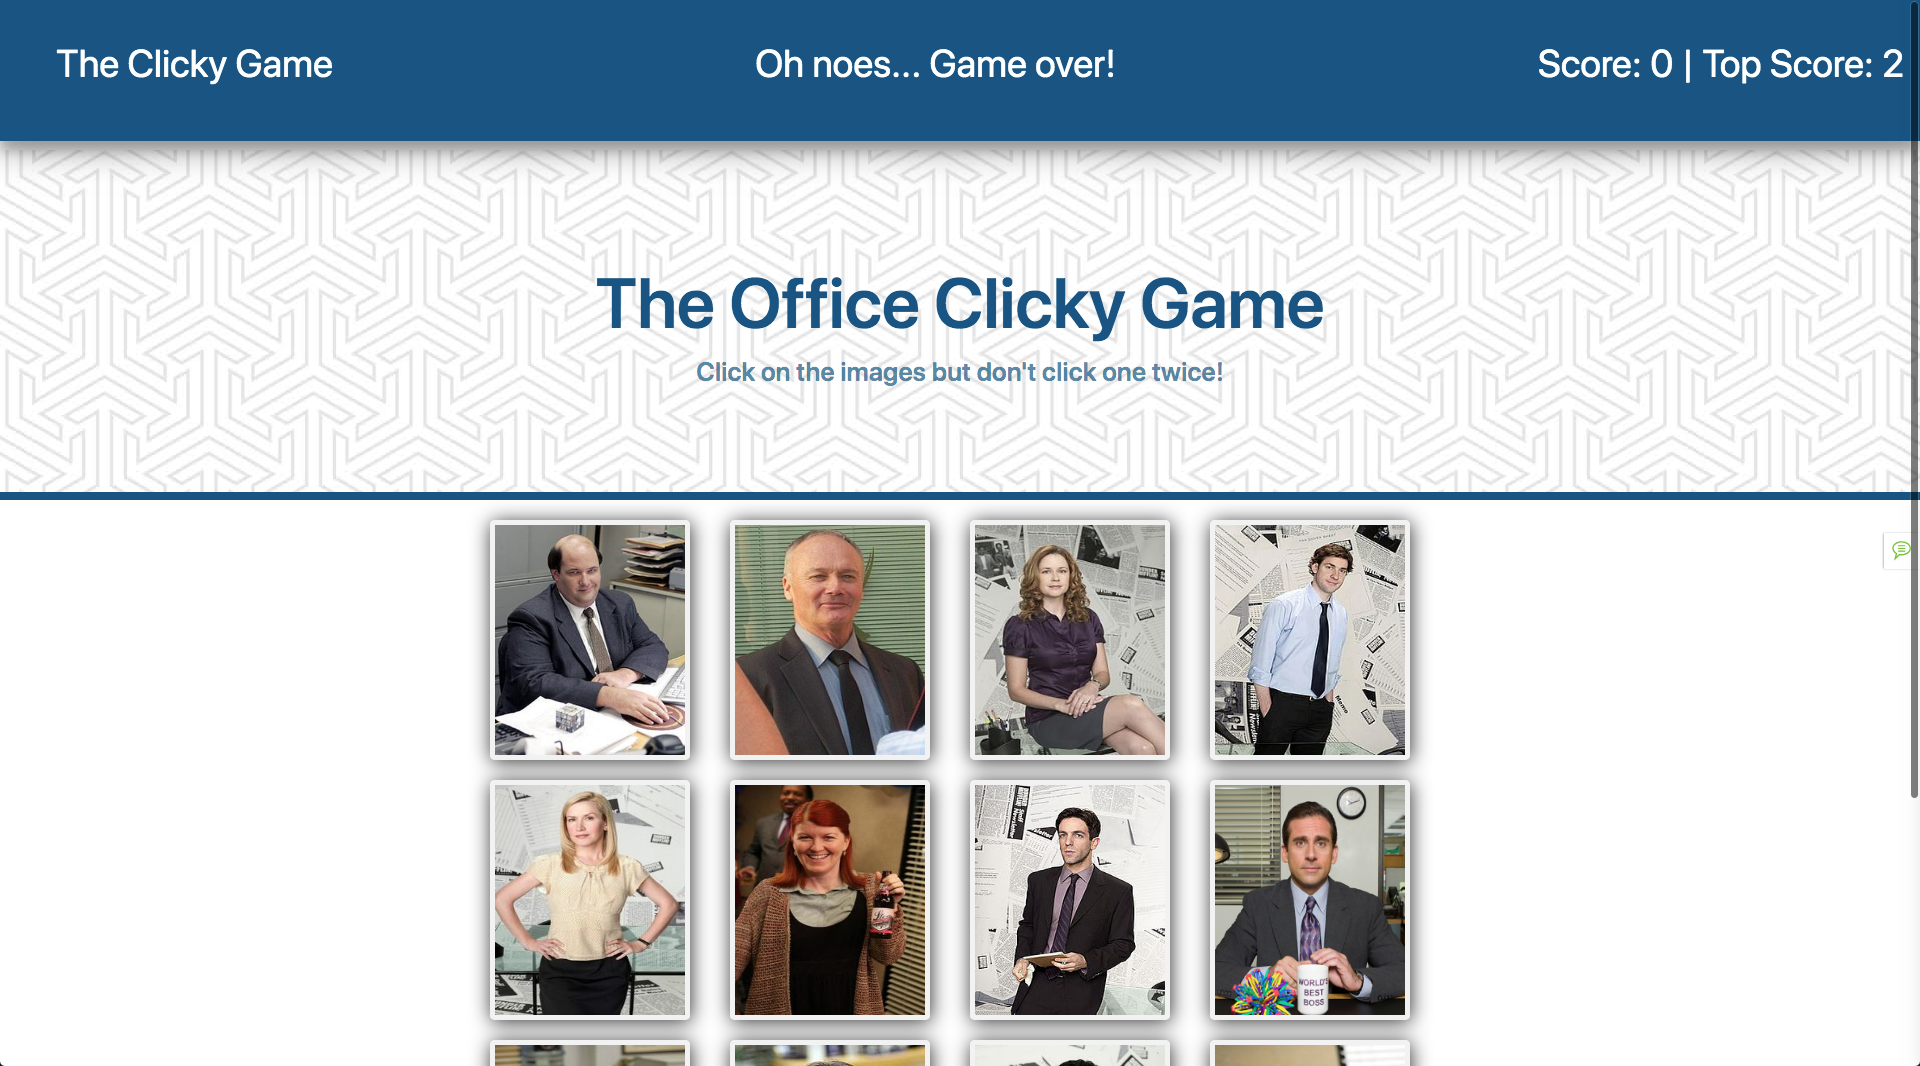 The Clicky Game
Oh noes... Game over!
Score: 0 | Top Score: 2
The Office Clicky Game
Click on the images but don't click one twice!
WORLD'S
BEST
BOSS